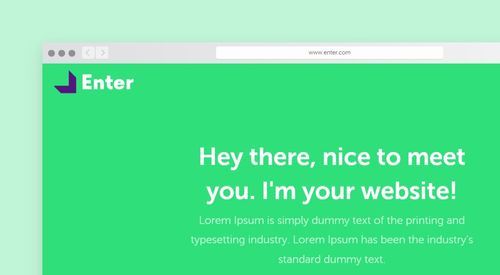 www.enter.com
Enter
Hey there, nice to meet
you. I'm your website!
Lorem Ipsum is simply dummy text of the printing and
typesetting industry. Lorem Ipsum has been the industry's
standard dummy text.